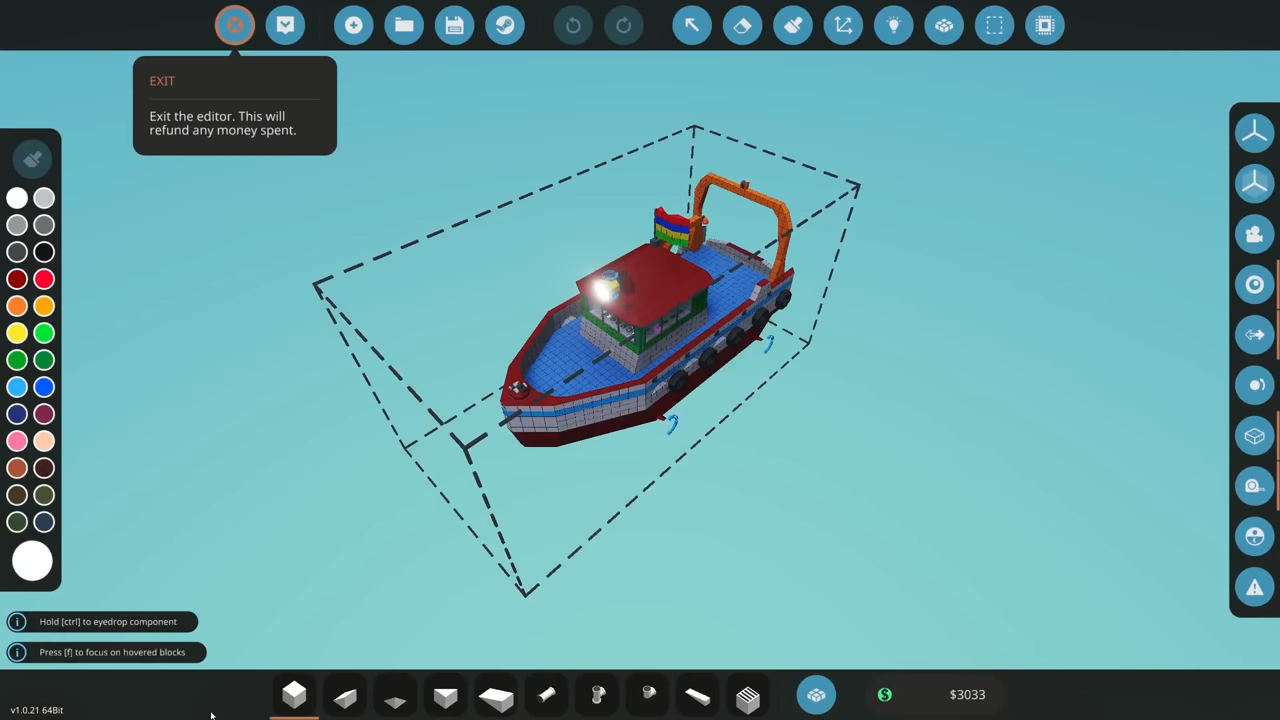 EXIT
Exit the editor. This will
refund any money spent.
Hold [ctrl] to eyedrop component
Press [f] to focus on hovered blocks
$3033
v1.0.21 64Bit